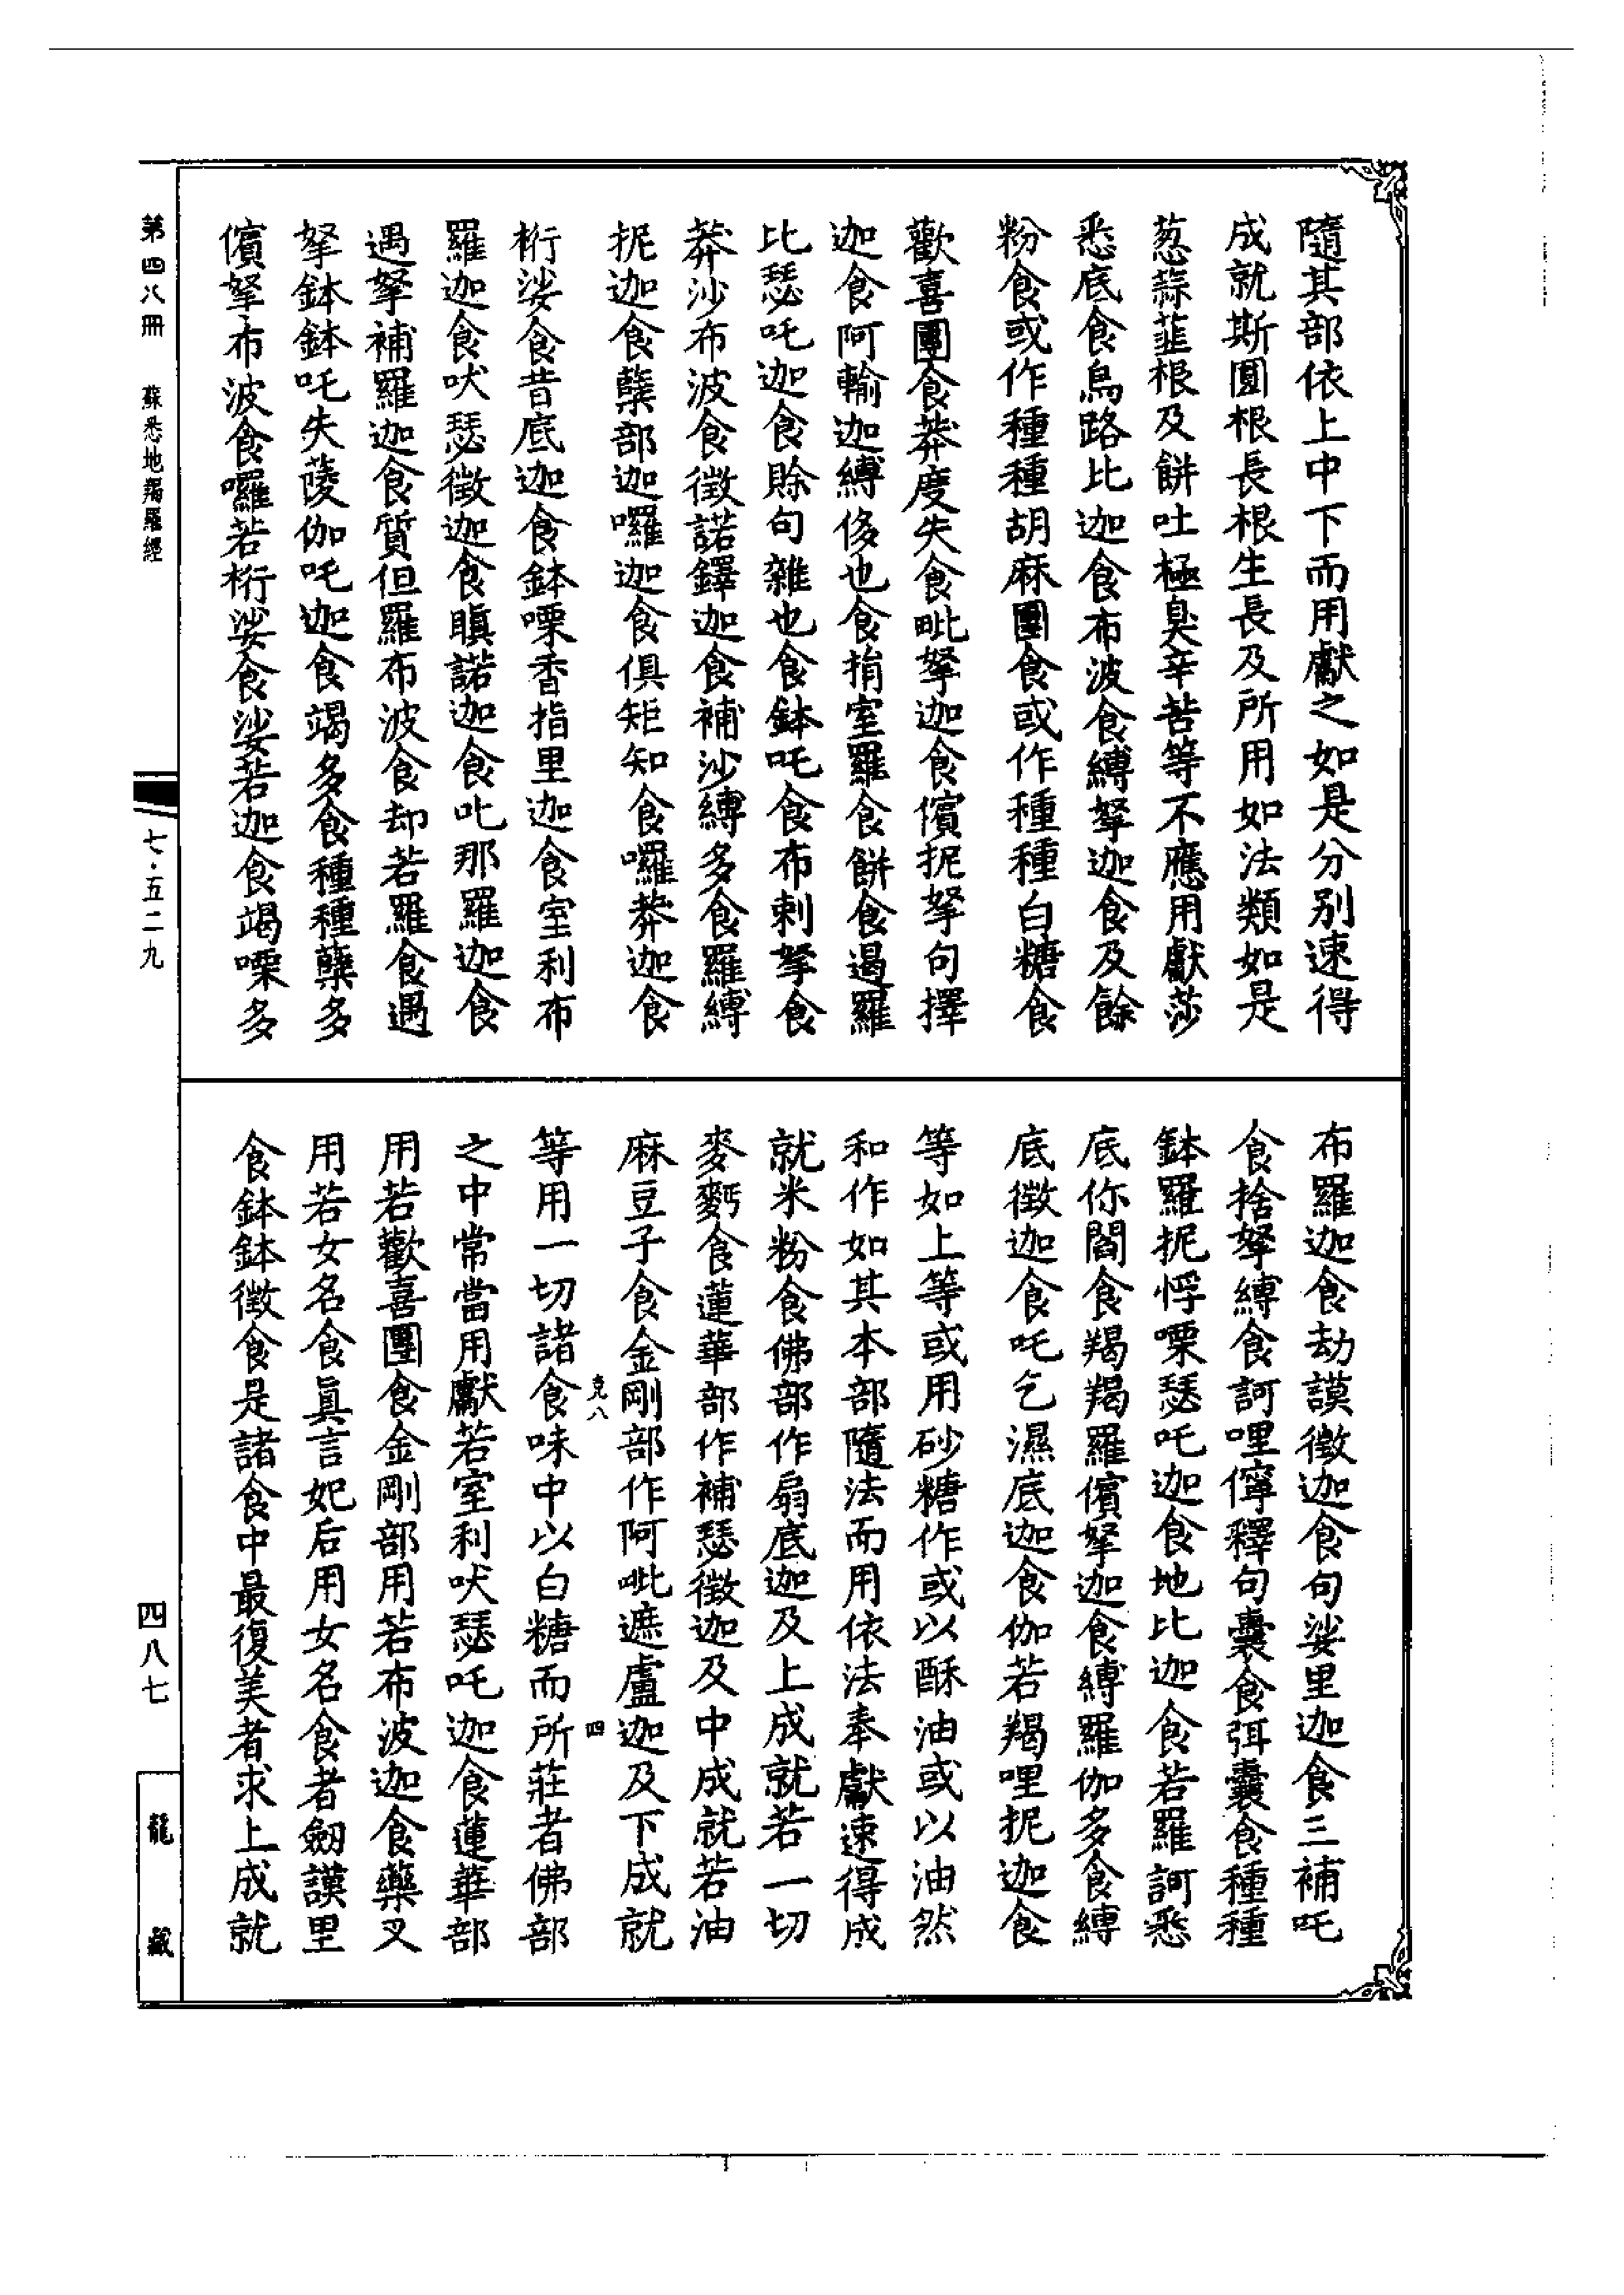 隨其部依上中下而用獻之如是分別速得
成就斯圓根長根生長及所用如法類如是
葱蒜韮根及餅吐極臭辛苦等不應用獻莎
悉底食烏路比迦食布波食縛拏迦食及餘
粉食或作種種胡麻團食或作種種白糖食
歡喜團食莽度失食毗拏迦食儐抳拏句擇
迦食阿輸迦縛侈也食指室羅食餅食遏羅
比瑟吒迦食賒句雜也食鉢吒食布剌拏食
莽沙布波食徵諾鐸迦食補沙縛多食羅縛
抳迦食蘖部迦囉迦食俱矩知食囉莽迦食
桁娑食昔底迦食鉢㗚香指里迦食室利布
羅迦食吠瑟徵迦食瞋諾迦食叱那羅迦食
遇拏補羅迦食質但羅布波食却若羅食遇
拏鉢鉢吒失䔖伽吒迦食竭多食種種蘖多
儐拏布波食囉若桁娑食娑若迦食竭㗚多
布羅迦食劫謨徵迦食句娑里迦食三補吒
食捨拏縛食訶哩儜釋句囊食弭囊食種種
鉢羅抳悙㗚瑟吒迦食地比迦食若羅訶悉
底你閻食羯羯羅儐拏迦食縛羅伽多食縛
底徵迦食吒乞濕底迦食伽若羯哩抳迦食
等如上等或用砂糖作或以酥油或以油然
和作如其本部隨法而用依法奉獻速得成
就米粉食佛部作扇底迦及上成就若一切
麥麪食蓮華部作補瑟徵迦及中成就若油
麻豆子食金剛部作阿毗遮盧迦及下成就
克八 四
等用一切諸食味中以白糖而所莊者佛部
之中常當用獻若室利吠瑟吒迦食蓮華部
用若歡喜團食金剛部用若布波迦食藥叉
用若女名食眞言妃后用女名食者劒謨里
食鉢鉢徵食是諸食中最復美者求上成就
第四八冊 蘇悉地羯羅經
七·五二九
四八七
龍藏